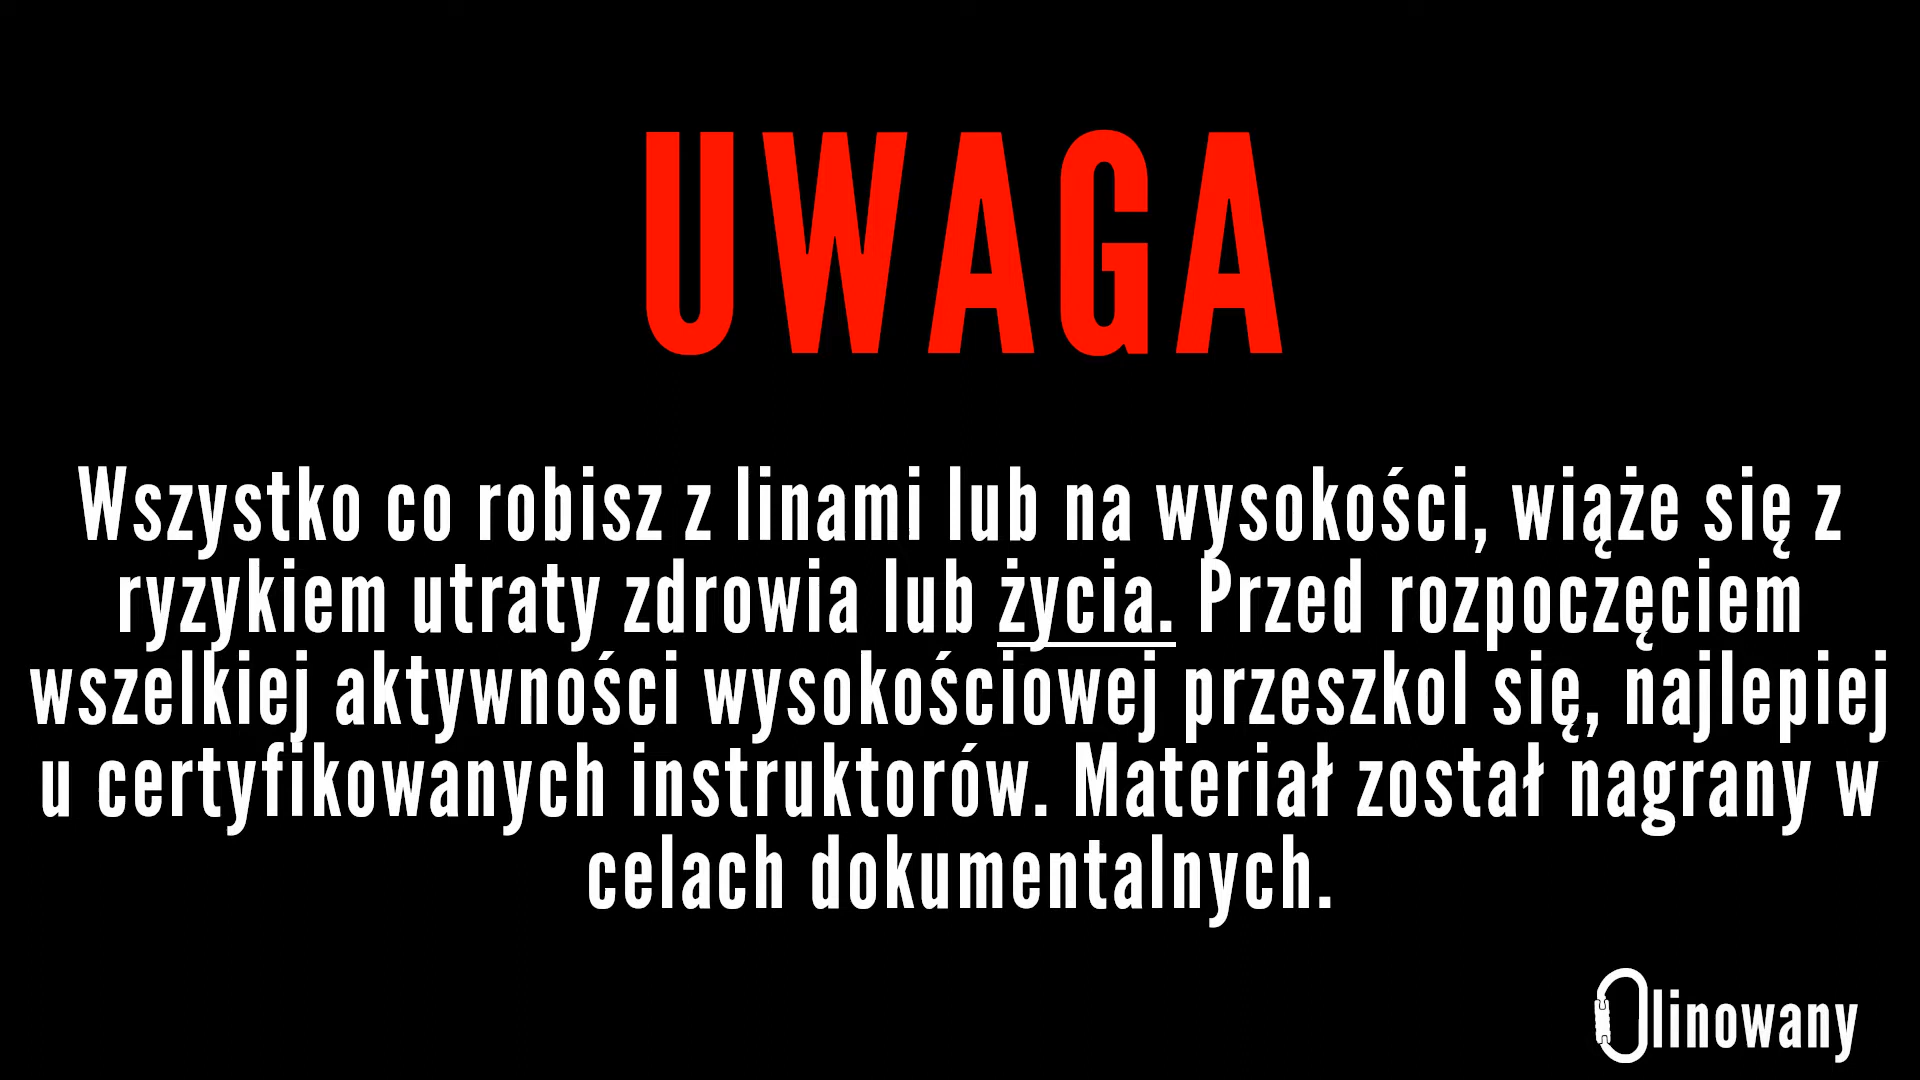 UWAGA
Wszystko co robisz z linami lub na wysokości, wiąże się z
ryzykiem utraty zdrowia lub życia. Przed rozpoczęciem
wszelkiej aktywności wysokościowej przeszkol się, najlepiej
u certyfikowanych instruktorów. Materiał został nagrany w
celach dokumentalnych.
Olinowany